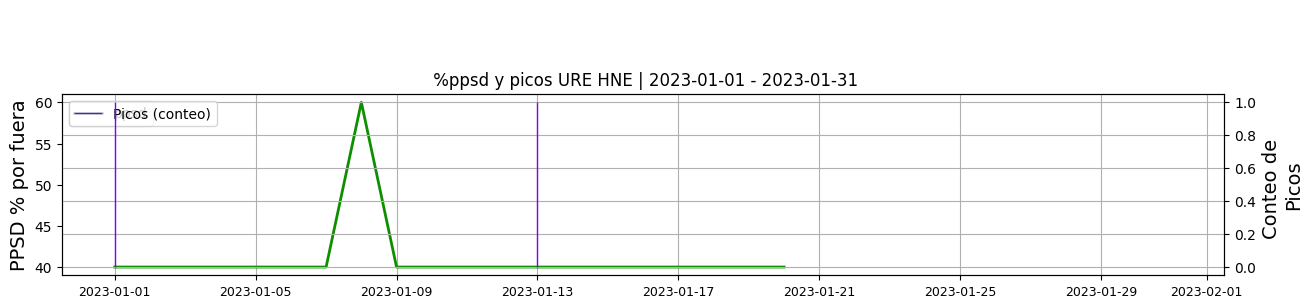 %ppsd y picos URE HNE | 2023-01-01 - 2023-01-31
PPSD % por fuera
60
55
50
45
40
Picos (conteo)
1.0
0.8
0.6
0.4
0.2
0.0
Conteo de
Picos
2023-01-01 2023-01-05 2023-01-09 2023-01-13 2023-01-17 2023-01-21 2023-01-25 2023-01-29 2023-02-01